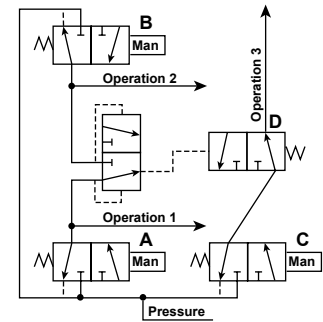 B
Man
Operation 2
Operation 3
D
Operation 1
A
Man
C
Man
Pressure